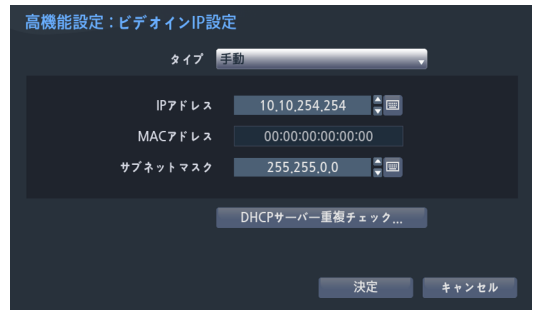 高機能設定：ビデオインIP設定
タイプ 手動
IPアドレス 10.10.254.254
MACアドレス 00:00:00:00:00:00
サブネットマスク 255.255.0.0
DHCPサーバー重複チェック...
決定 キャンセル